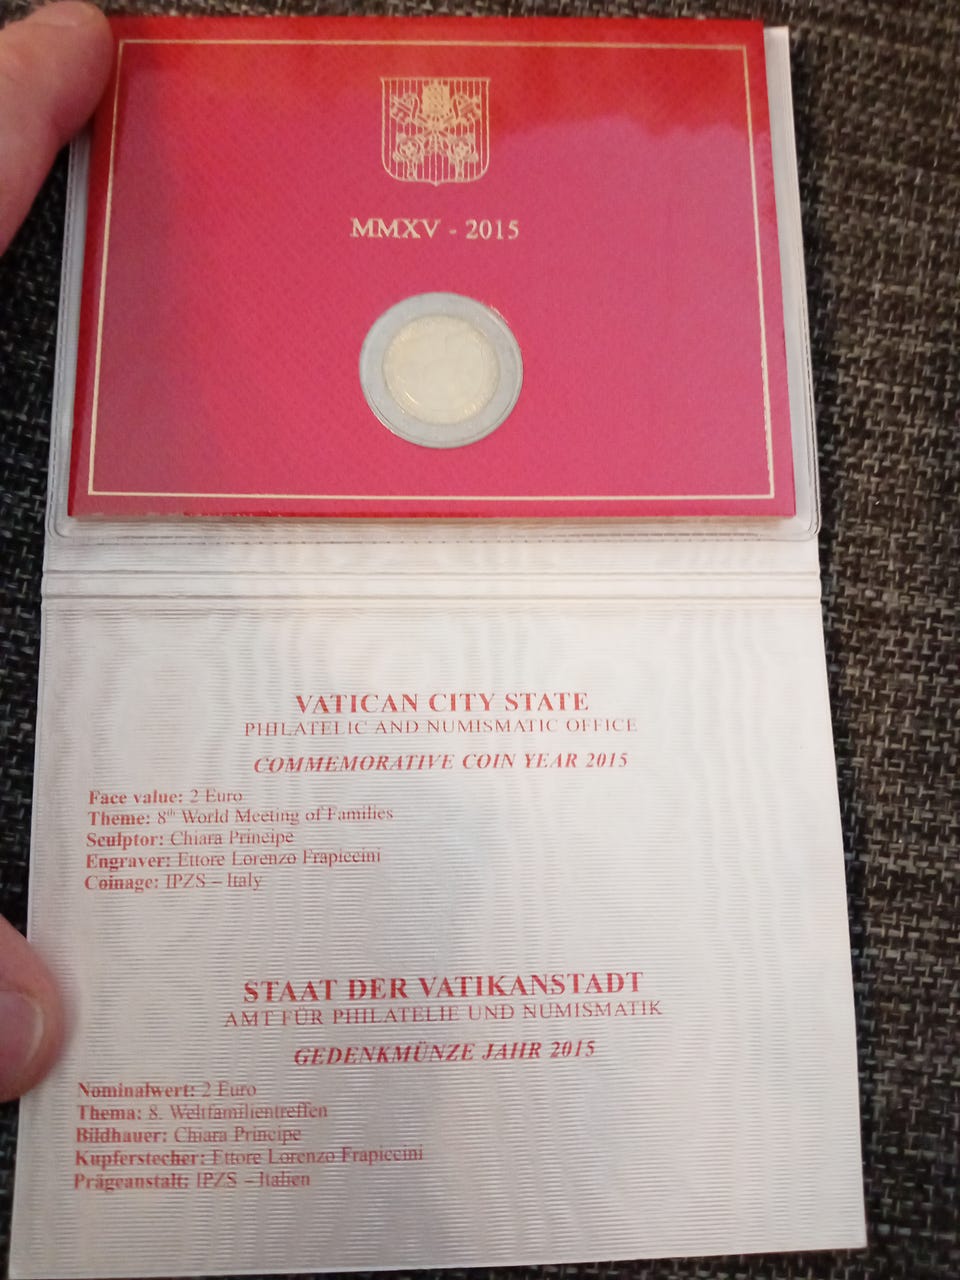 MMXV - 2015
VATICAN CITY STATE
PHILATELIC AND NUMISMATIC OFFICE
COMMEMORATIVE COIN YEAR 2015
Face value: 2 Euro
Theme: 8th World Meeting of Families
Sculptor: Chiara Principe
Engraver: Ettore Lorenzo Frapiccini
Coinage: IPZS – Italy
STAAT DER VATIKANSTADT
AMT FÜR PHILATELIE UND NUMISMATIK
GEDENKMÜNZE JAHR 2015
Nominalwert: 2 Euro
Thema: 8. Weltfamilientreffen
Bildhauer: Chiara Principe
Kupferstecher: Ettore Lorenzo Frapiccini
Prägeanstalt: IPZS – Italien